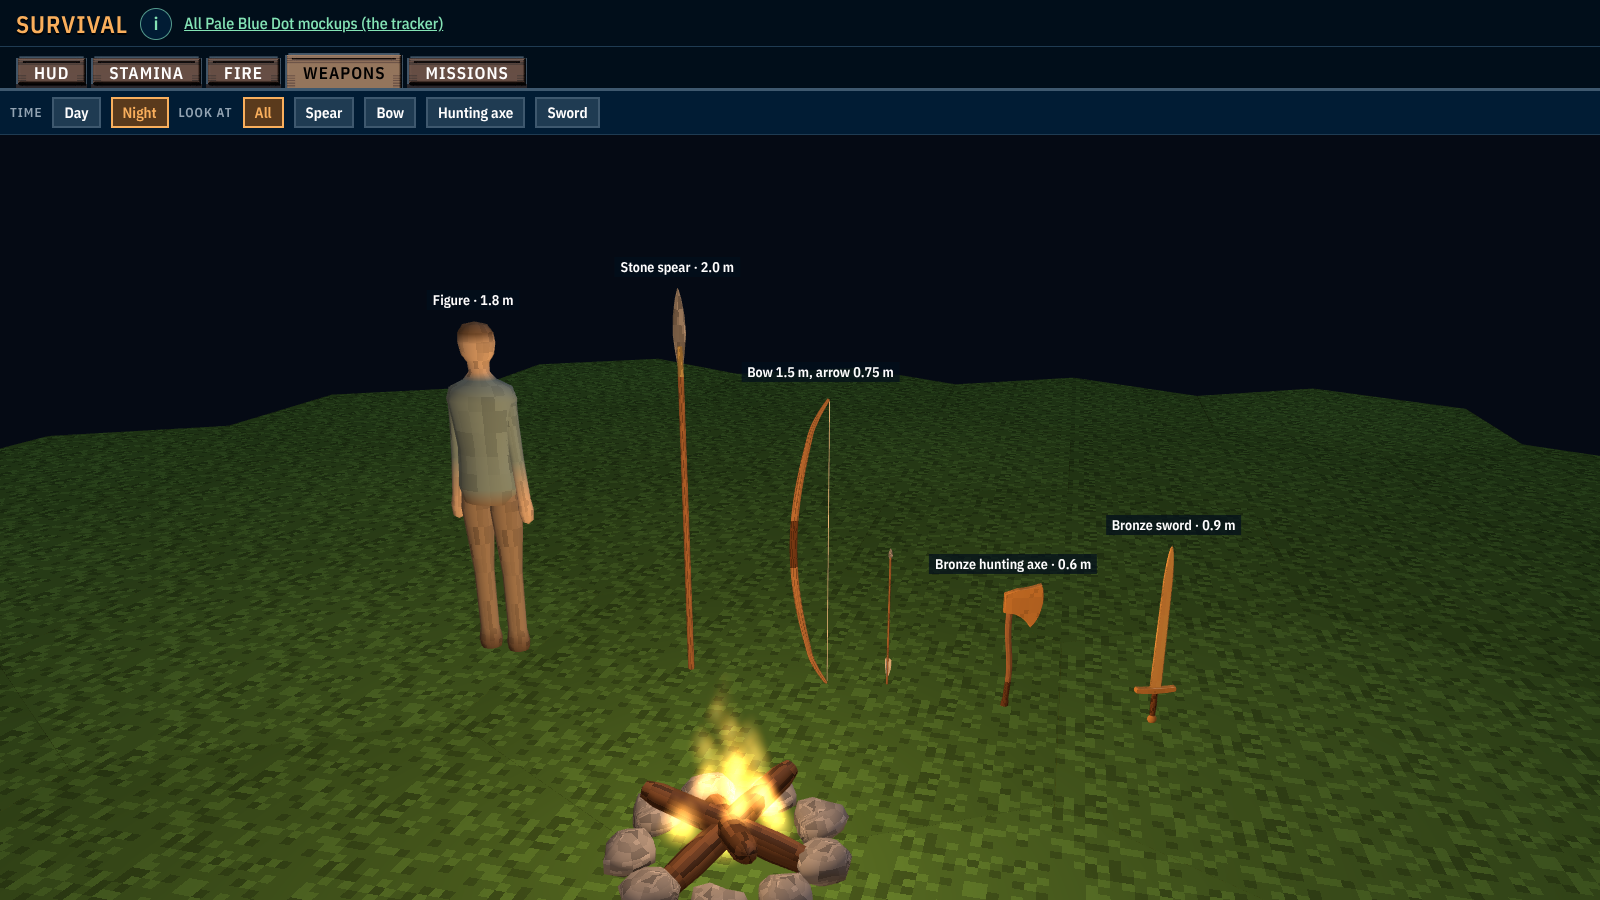 SURVIVAL i All Pale Blue Dot mockups (the tracker)
HUD STAMINA FIRE WEAPONS MISSIONS
TIME Day Night LOOK AT All Spear Bow Hunting axe Sword
Stone spear · 2.0 m
Figure · 1.8 m
Bow 1.5 m, arrow 0.75 m
Bronze sword · 0.9 m
Bronze hunting axe · 0.6 m